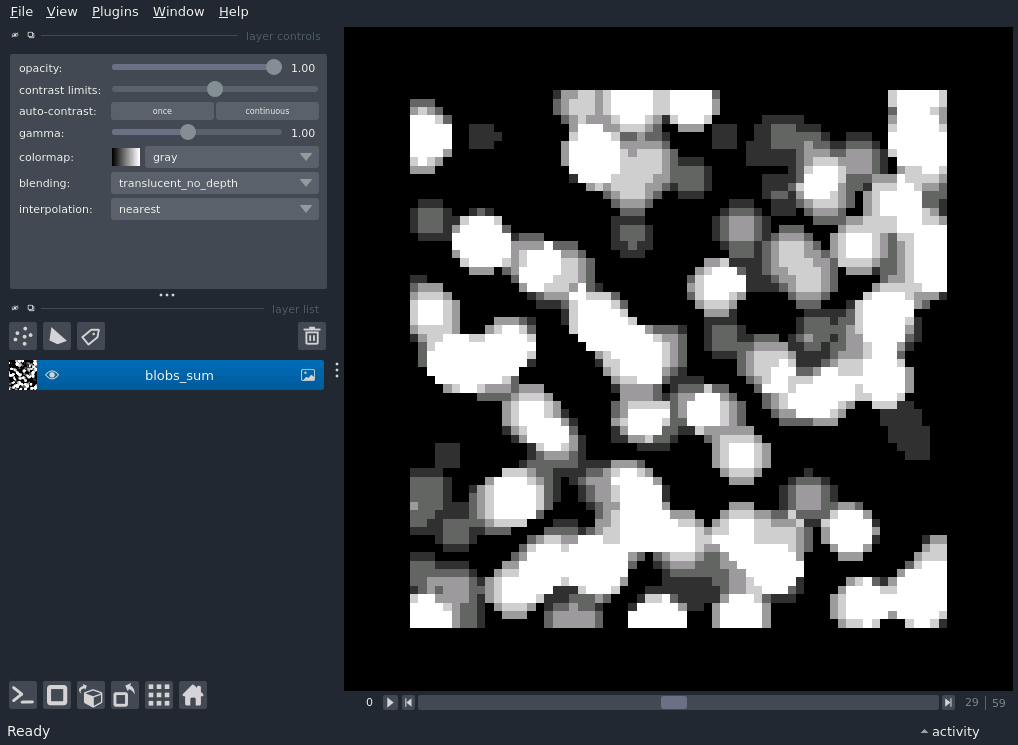 File View Plugins Window Help
layer controls
opacity: 1.00
contrast limits:
auto-contrast: once continuous
gamma: 1.00
colormap: gray
blending: translucent_no_depth
interpolation: nearest
layer list
blobs_sum
0 29 | 59
Ready activity